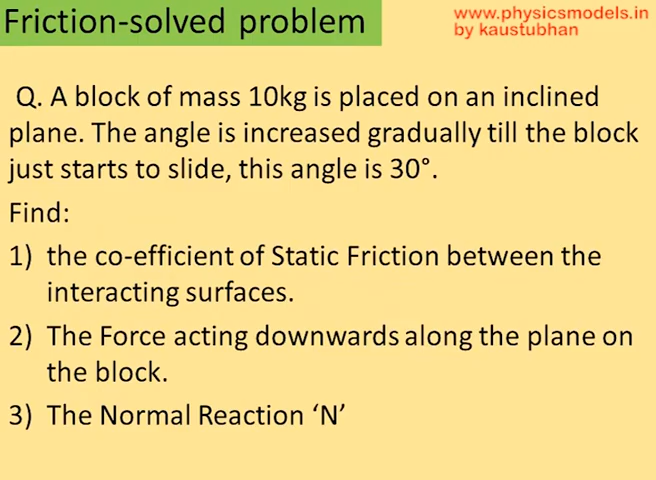 Friction-solved problem
www.physicsmodels.in
by kaustubhan
Q. A block of mass 10kg is placed on an inclined
plane. The angle is increased gradually till the block
just starts to slide, this angle is 30°.
Find:
1) the co-efficient of Static Friction between the
interacting surfaces.
2) The Force acting downwards along the plane on
the block.
3) The Normal Reaction ‘N’